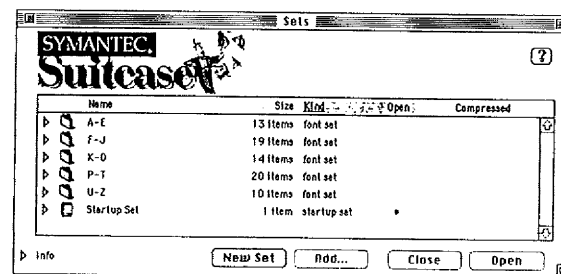 Sets
SYMANTEC.
Suitcase
?
Name Size Kind Open Compressed
A-E 13 items font set
F-J 19 items font set
K-O 14 items font set
P-T 20 items font set
U-Z 10 items font set
Startup Set 1 item startup set •
Info New Set Add... Close Open